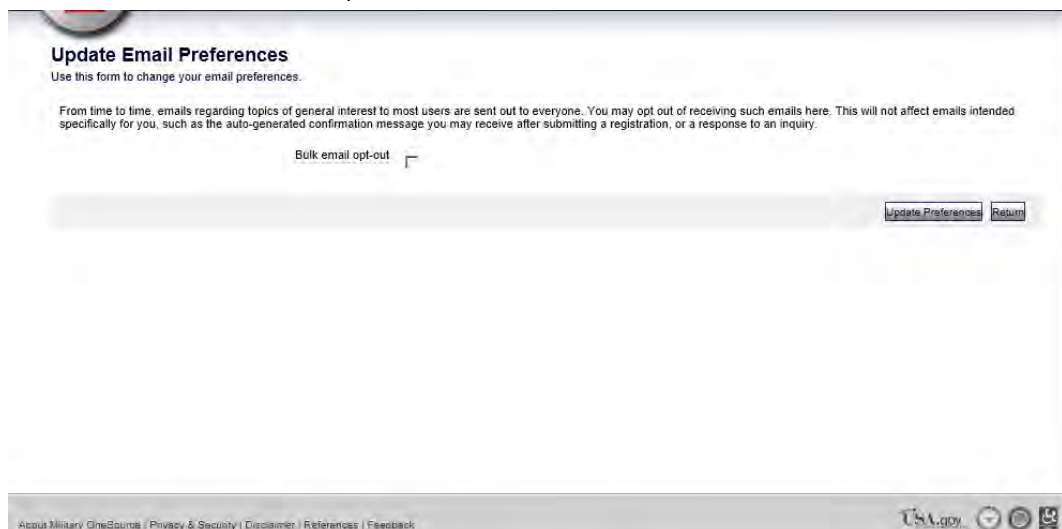 Update Email Preferences
Use this form to change your email preferences.
From time to time, emails regarding topics of general interest to most users are sent out to everyone. You may opt out of receiving such emails here. This will not affect emails intended
specifically for you, such as the auto-generated confirmation message you may receive after submitting a registration, or a response to an inquiry.
Bulk email opt-out
Update Preferences Return
About Military OneSource | Privacy & Security | Disclaimer | References | Feedback
USA.gov